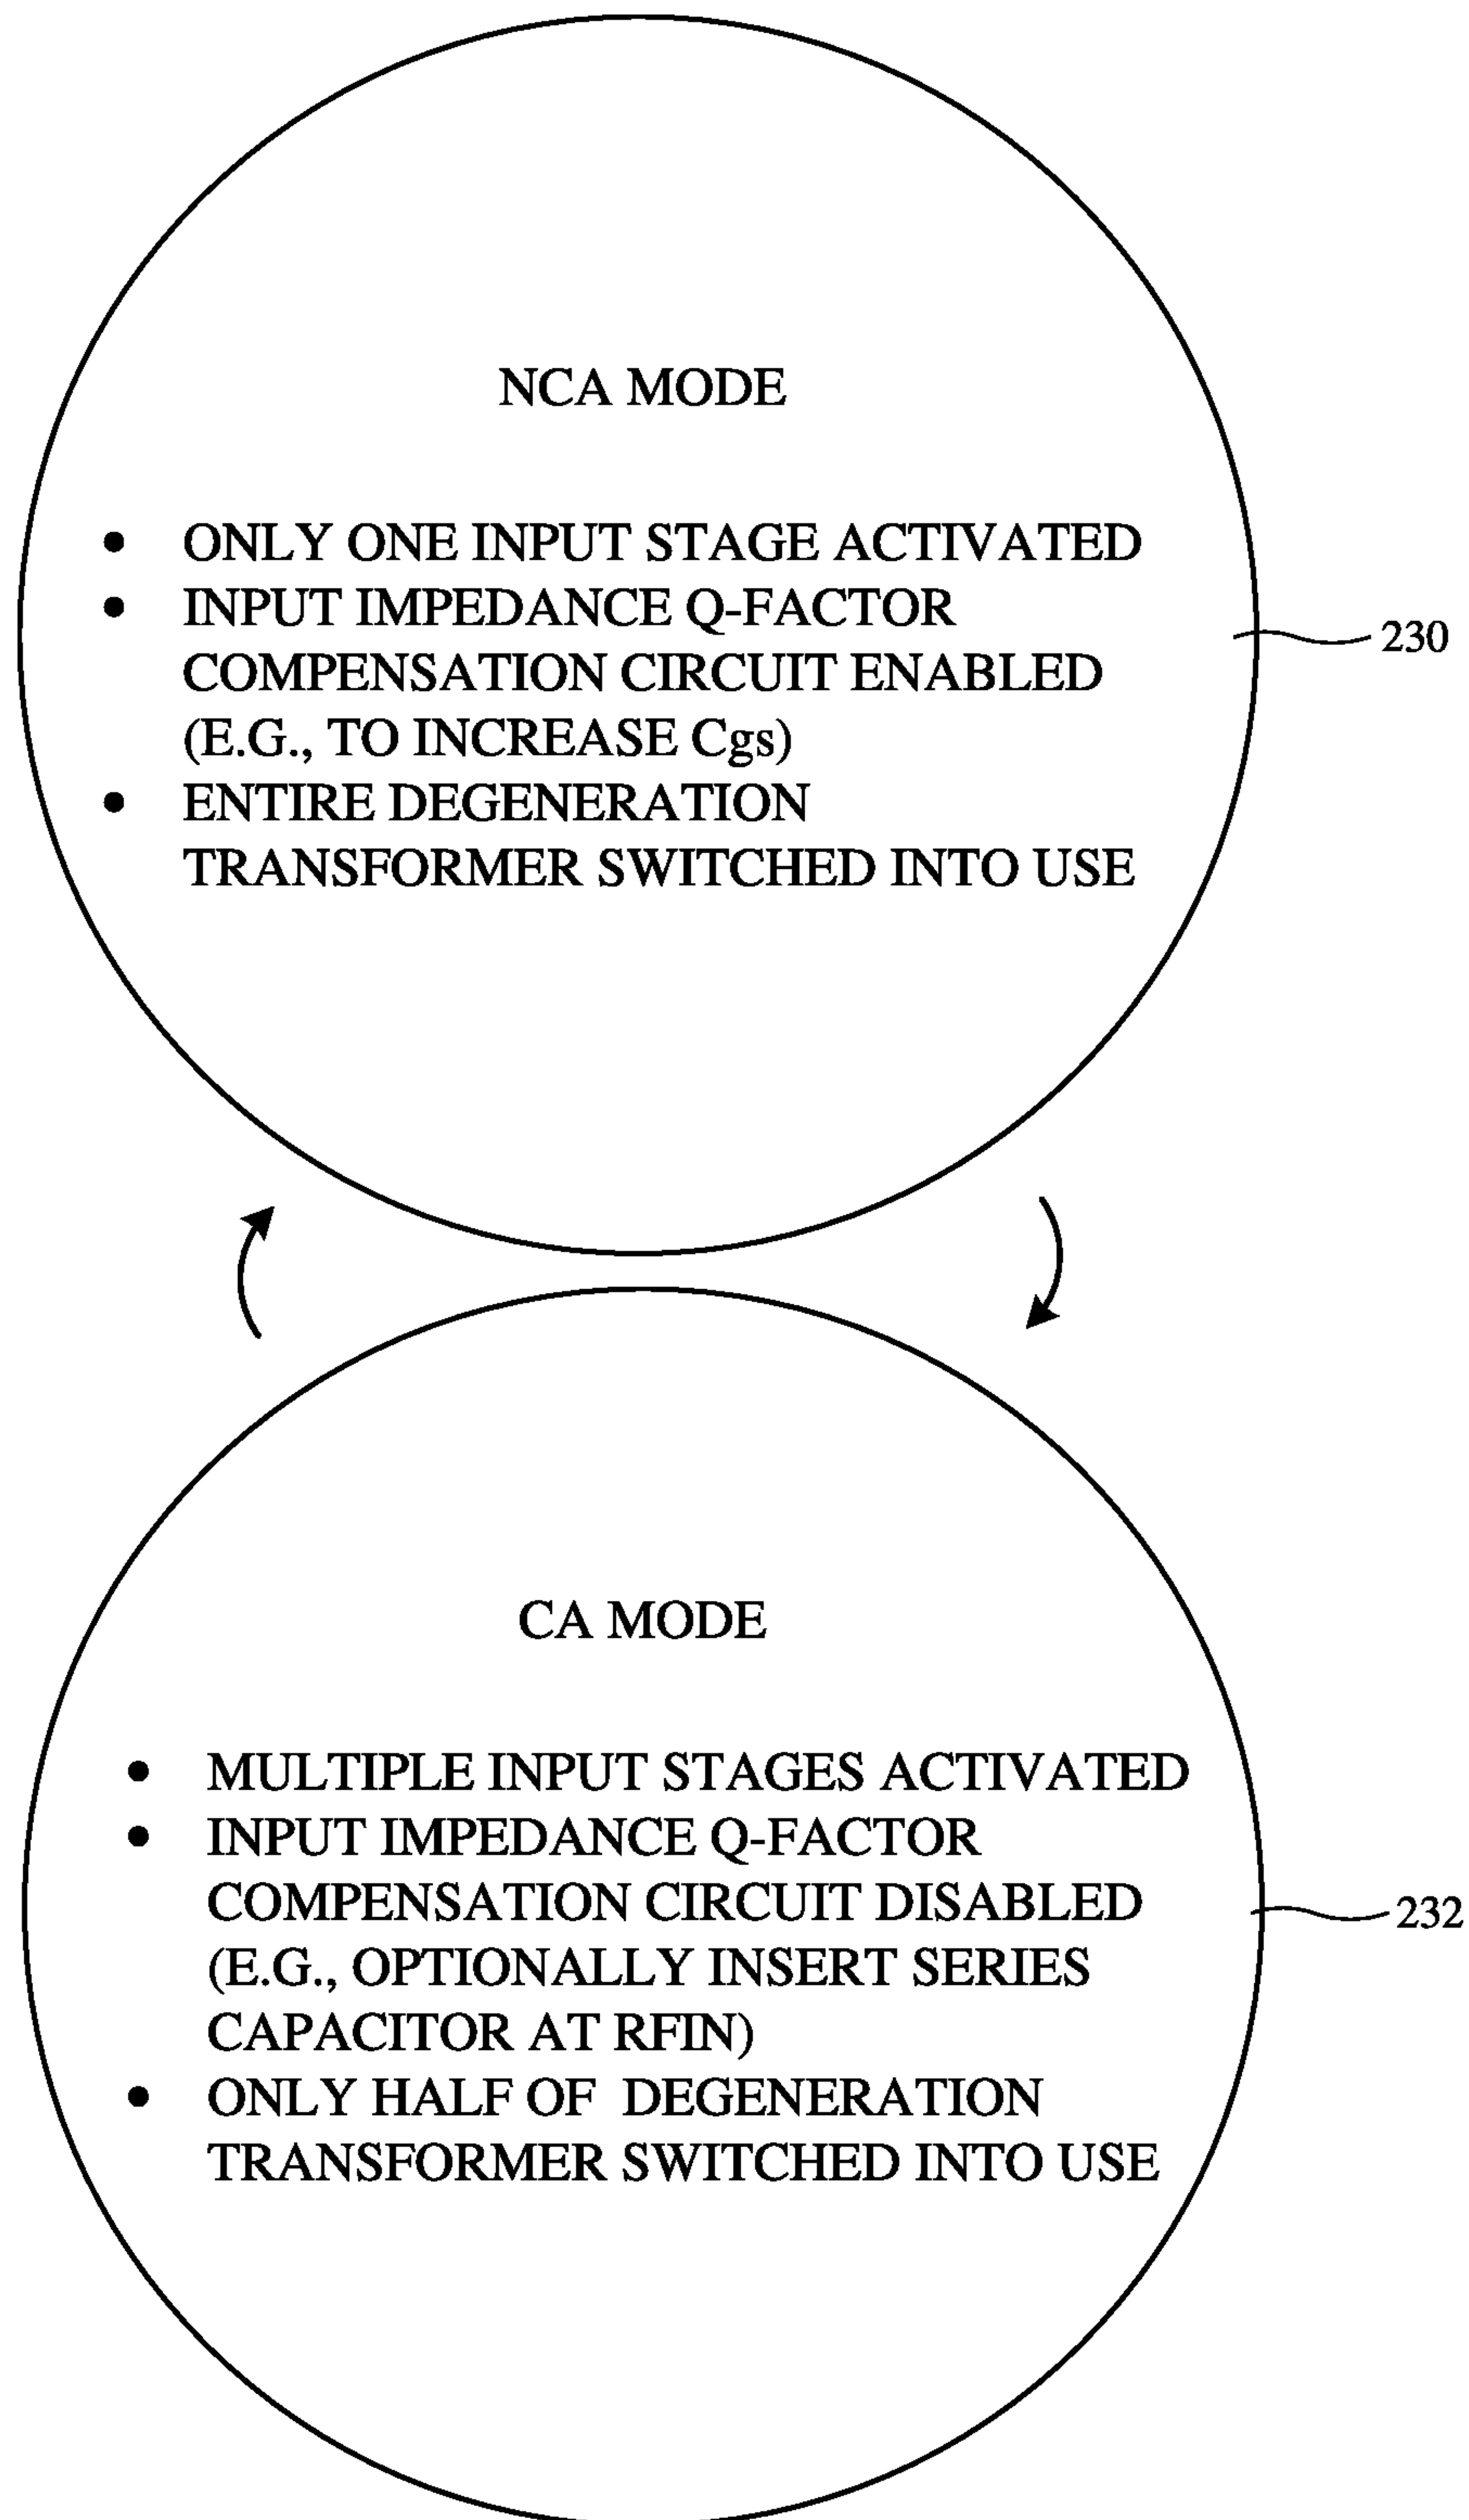 NCA MODE
• ONLY ONE INPUT STAGE ACTIVATED
• INPUT IMPEDANCE Q-FACTOR
COMPENSATION CIRCUIT ENABLED
(E.G., TO INCREASE Cgs)
• ENTIRE DEGENERATION
TRANSFORMER SWITCHED INTO USE
230
CA MODE
• MULTIPLE INPUT STAGES ACTIVATED
• INPUT IMPEDANCE Q-FACTOR
COMPENSATION CIRCUIT DISABLED
(E.G., OPTIONALLY INSERT SERIES
CAPACITOR AT RFIN)
• ONLY HALF OF DEGENERATION
TRANSFORMER SWITCHED INTO USE
232